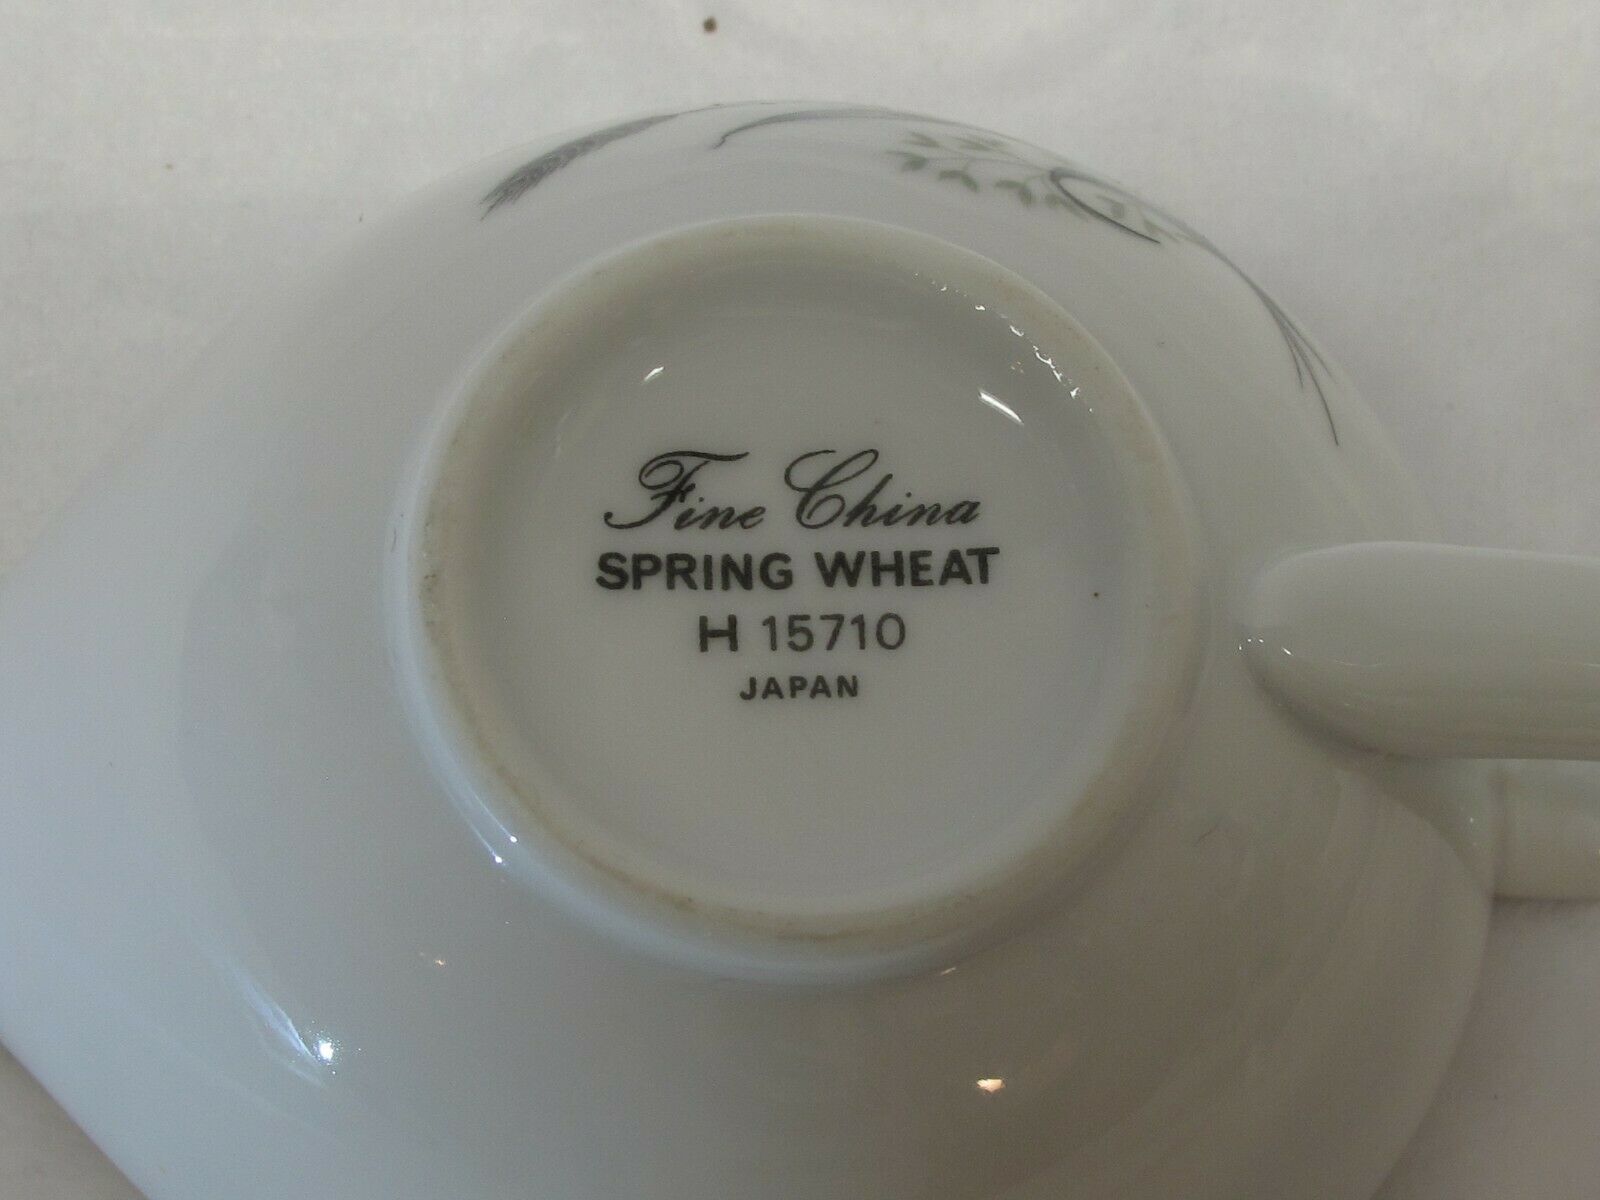 Fine China
SPRING WHEAT
H 15710
JAPAN